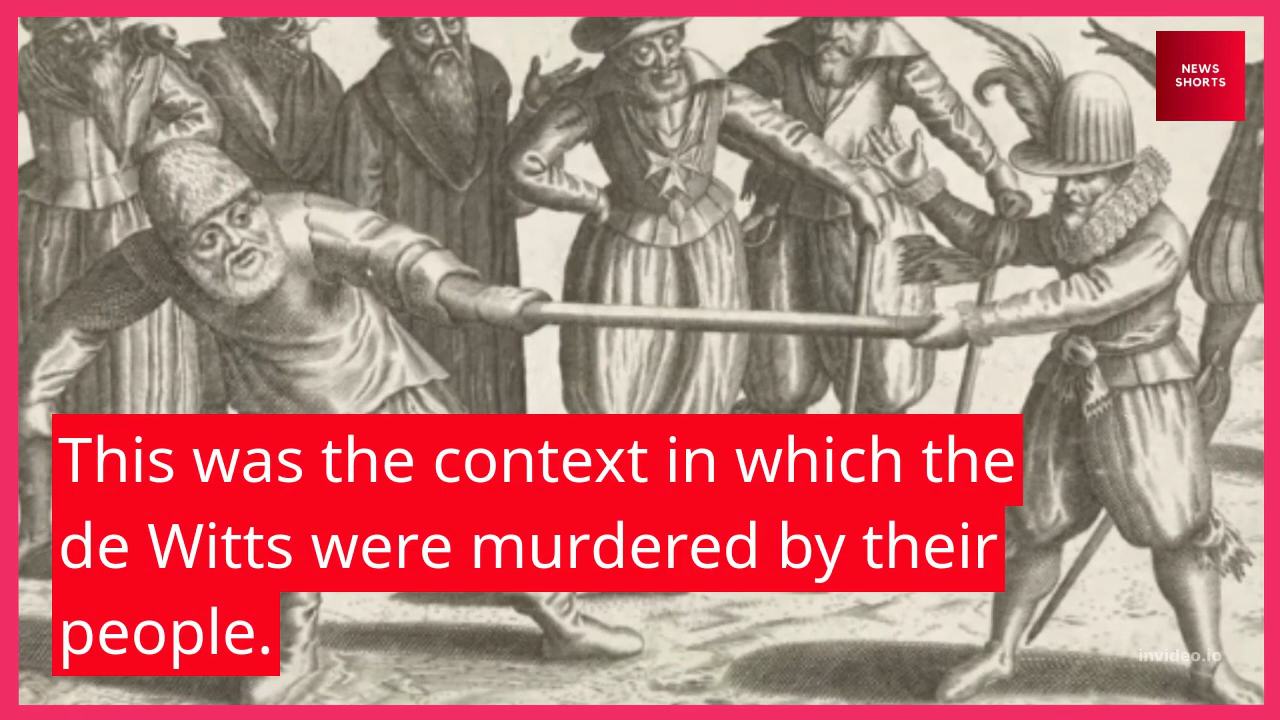 NEWS
SHORTS
This was the context in which the
de Witts were murdered by their
people.
invideo.io